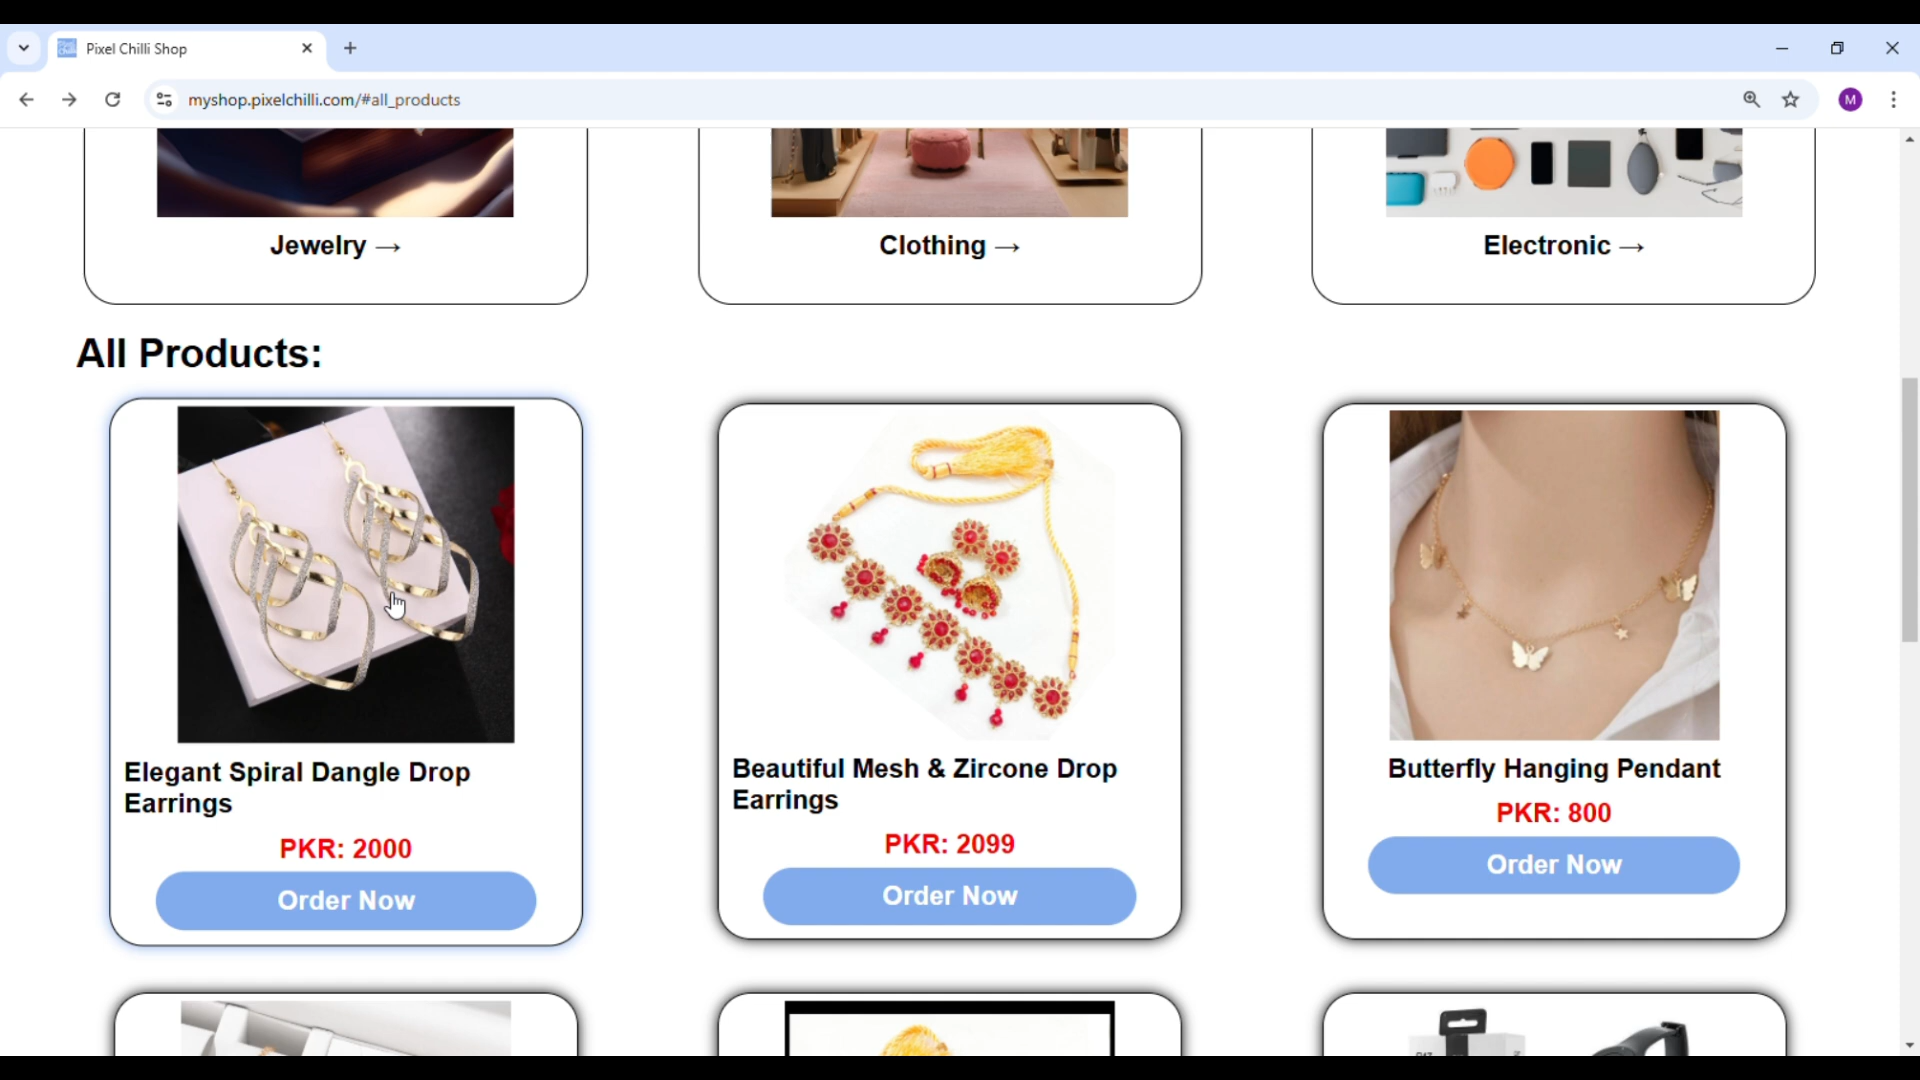 Pixel Chilli Shop
myshop.pixelchilli.com/#all_products
M
Jewelry →
Clothing →
Electronic →
All Products:
Elegant Spiral Dangle Drop
Earrings
PKR: 2000
Order Now
Beautiful Mesh & Zircone Drop
Earrings
PKR: 2099
Order Now
Butterfly Hanging Pendant
PKR: 800
Order Now